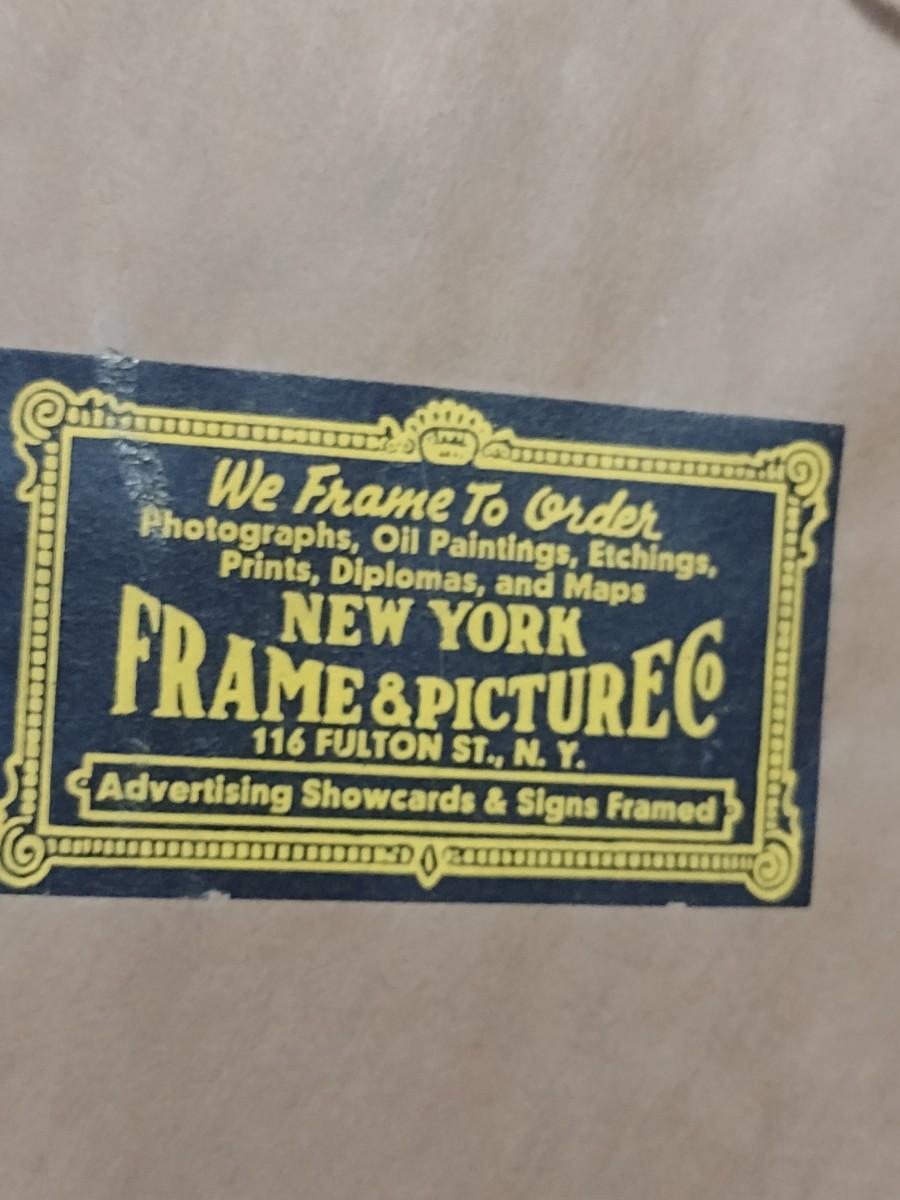 We Frame To Order
Photographs, Oil Paintings, Etchings,
Prints, Diplomas, and Maps
NEW YORK
FRAME & PICTURE Co
116 FULTON ST., N. Y.
Advertising Showcards & Signs Framed